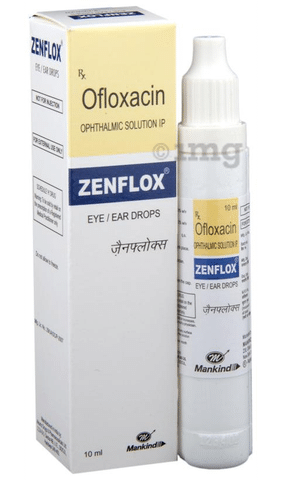 Rx
Ofloxacin
OPHTHALMIC SOLUTION IP
ZENFLOX®
EYE / EAR DROPS
ज़ेनफ्लोक्स
Mankind
10 ml
NOT FOR INJECTION
FOR EXTERNAL USE ONLY
1mg
10 ml
Rx
Ofloxacin
OPHTHALMIC SOLUTION IP
ZENFLOX®
EYE / EAR DROPS
ज़ेनफ्लोक्स
Mankind